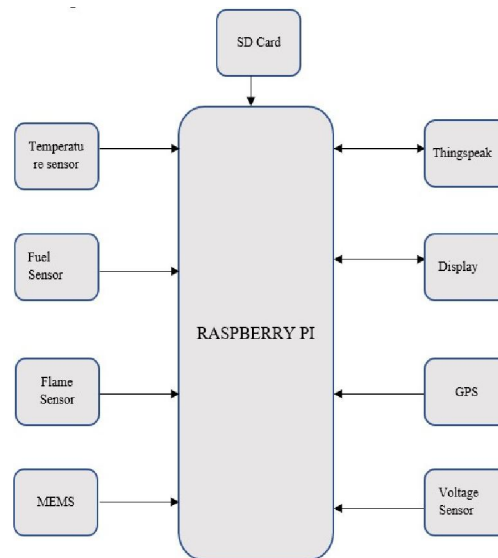 SD Card
Temperatu
re sensor
Thingspeak
Fuel
Sensor
Display
RASPBERRY PI
Flame
Sensor
GPS
MEMS
Voltage
Sensor